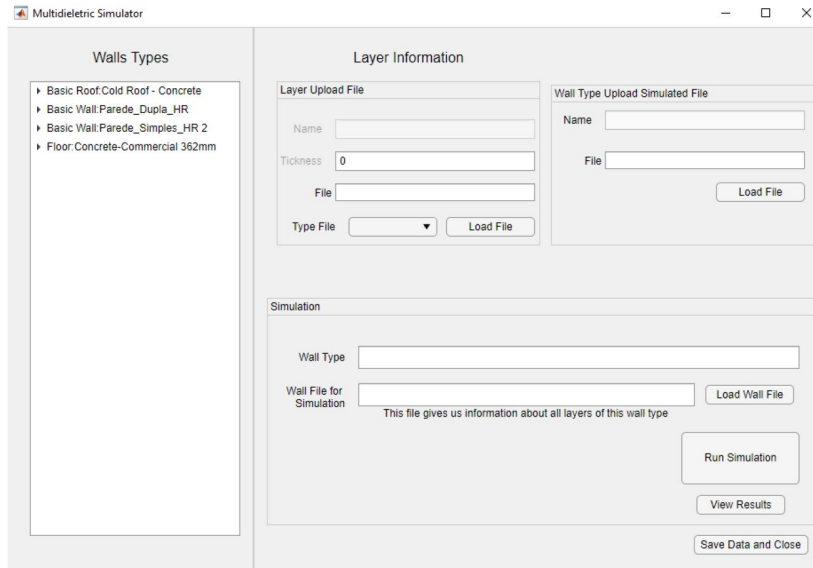 Multidieletric Simulator
Walls Types
Basic Roof:Cold Roof - Concrete
Basic Wall:Parede_Dupla_HR
Basic Wall:Parede_Simples_HR 2
Floor:Concrete-Commercial 362mm
Layer Information
Layer Upload File
Name
Tickness 0
File
Type File Load File
Wall Type Upload Simulated File
Name
File
Load File
Simulation
Wall Type
Wall File for
Simulation
Load Wall File
This file gives us information about all layers of this wall type
Run Simulation
View Results
Save Data and Close